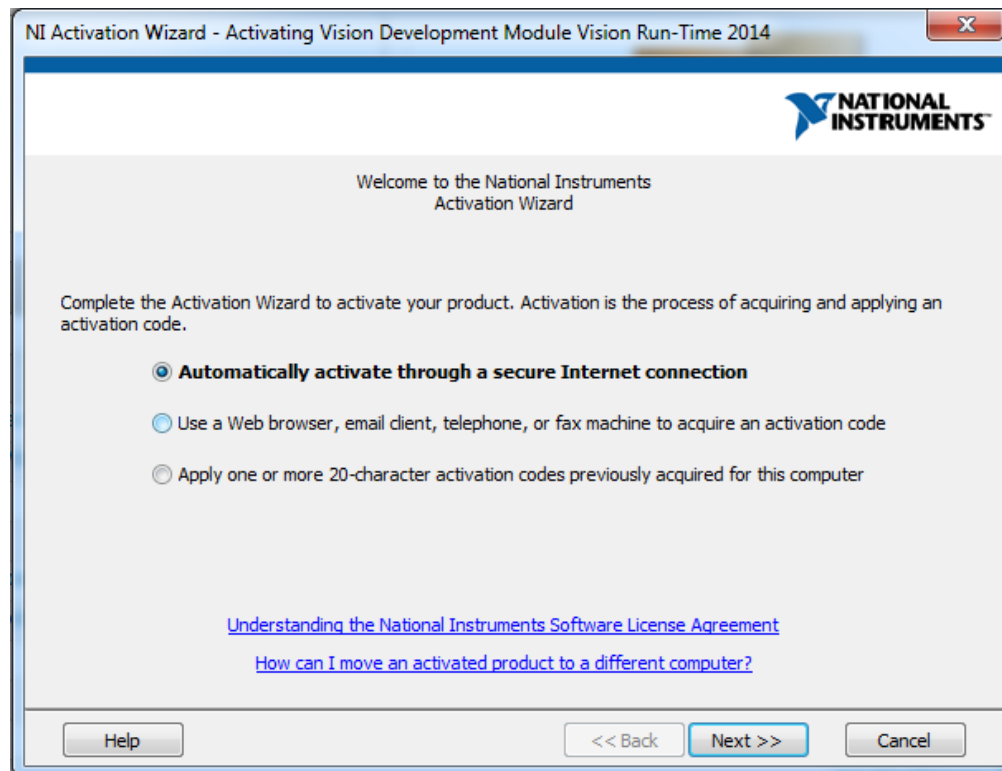 NI Activation Wizard - Activating Vision Development Module Vision Run-Time 2014
NATIONAL
INSTRUMENTS™
Welcome to the National Instruments
Activation Wizard
Complete the Activation Wizard to activate your product. Activation is the process of acquiring and applying an
activation code.
Automatically activate through a secure Internet connection
Use a Web browser, email client, telephone, or fax machine to acquire an activation code
Apply one or more 20-character activation codes previously acquired for this computer
Understanding the National Instruments Software License Agreement
How can I move an activated product to a different computer?
Help
<< Back
Next >>
Cancel